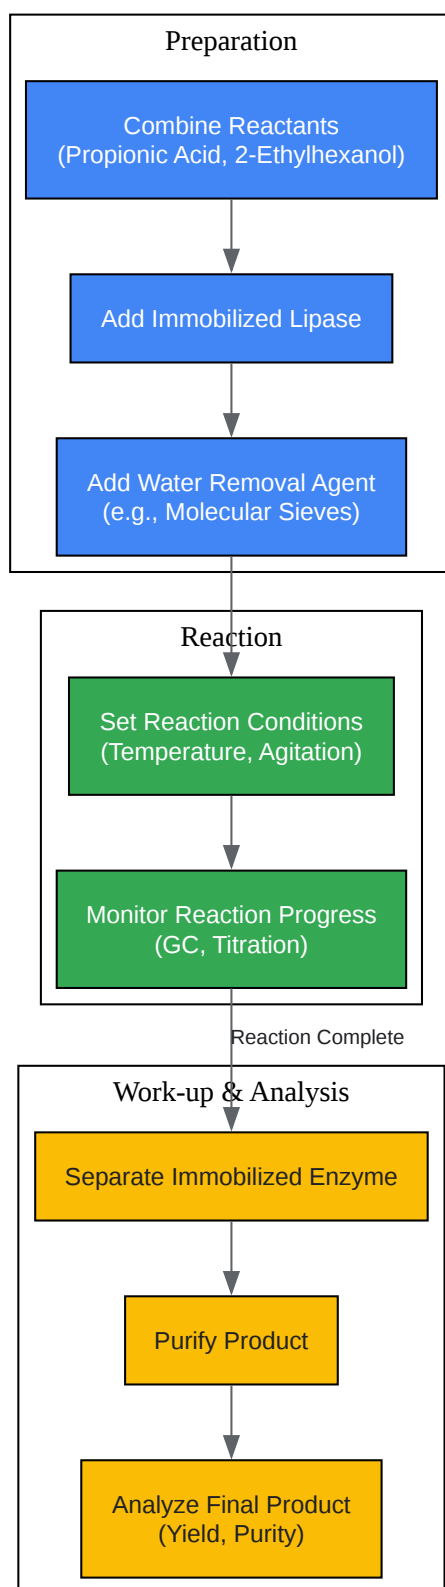 Preparation
Combine Reactants
(Propionic Acid, 2-Ethylhexanol)
Add Immobilized Lipase
Add Water Removal Agent
(e.g., Molecular Sieves)
Reaction
Set Reaction Conditions
(Temperature, Agitation)
Monitor Reaction Progress
(GC, Titration)
Reaction Complete
Work-up & Analysis
Separate Immobilized Enzyme
Purify Product
Analyze Final Product
(Yield, Purity)